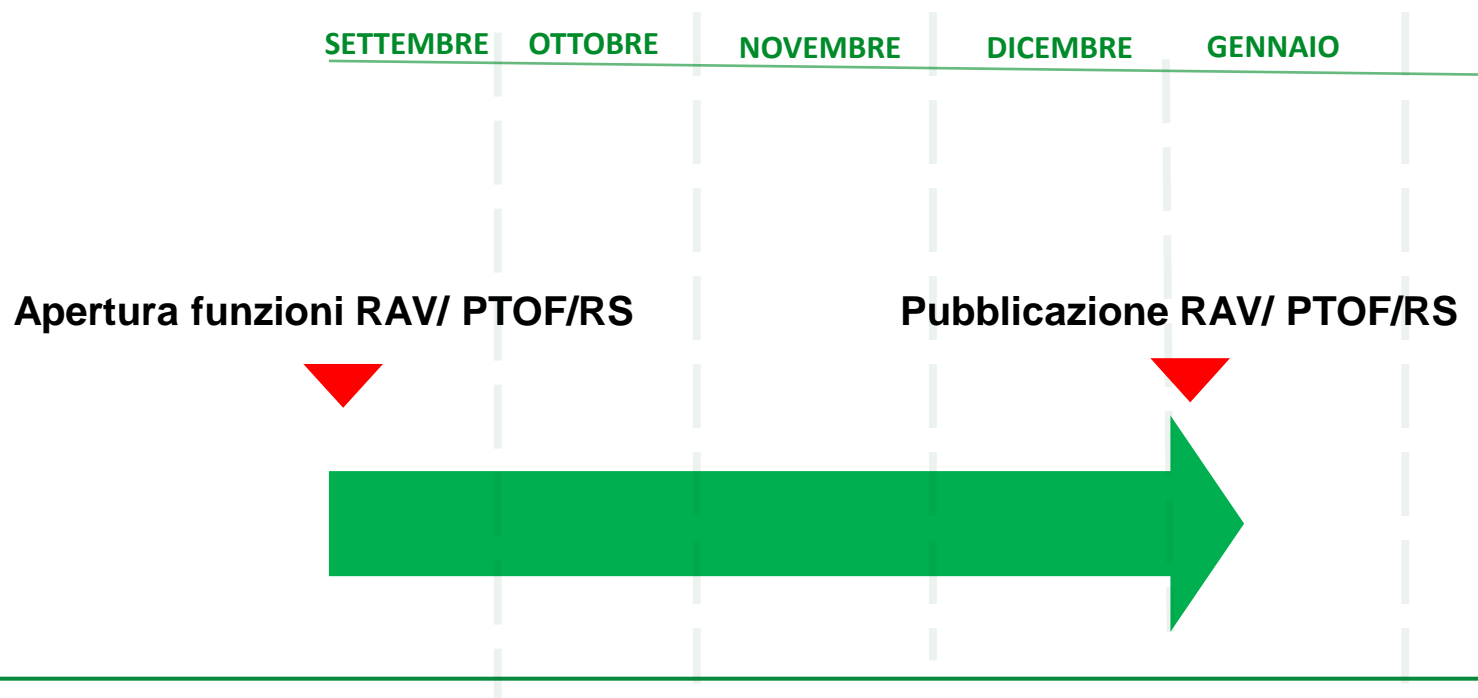 SETTEMBRE OTTOBRE NOVEMBRE DICEMBRE GENNAIO
Apertura funzioni RAV/ PTOF/RS
Pubblicazione RAV/ PTOF/RS